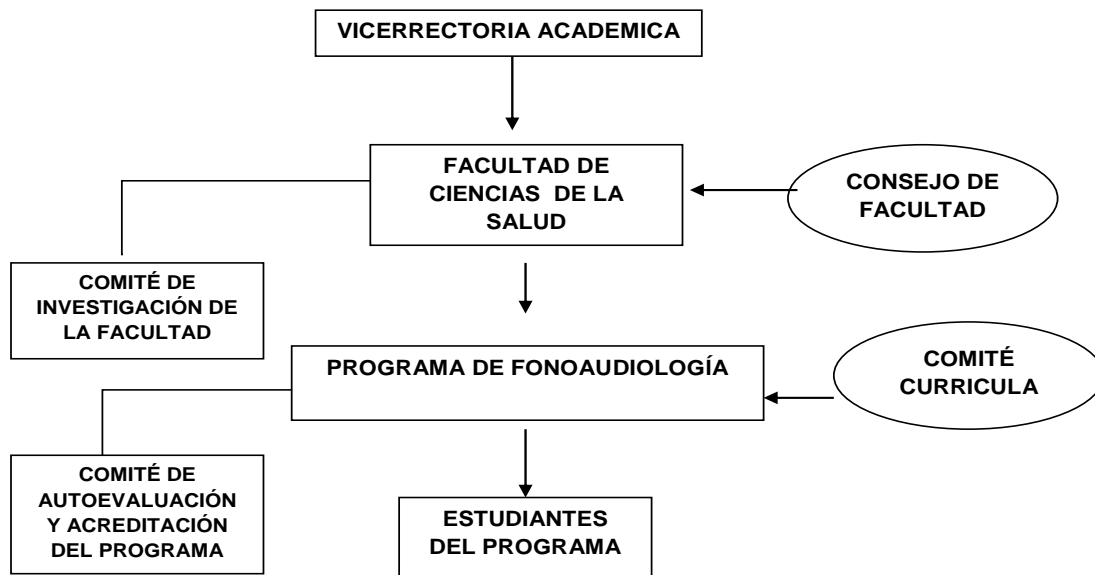 VICERRECTORIA ACADEMICA
FACULTAD DE
CIENCIAS DE LA
SALUD
CONSEJO DE
FACULTAD
COMITÉ DE
INVESTIGACIÓN DE
LA FACULTAD
PROGRAMA DE FONOAUDIOLOGÍA
COMITÉ
CURRICULA
COMITÉ DE
AUTOEVALUACIÓN
Y ACREDITACIÓN
DEL PROGRAMA
ESTUDIANTES
DEL PROGRAMA